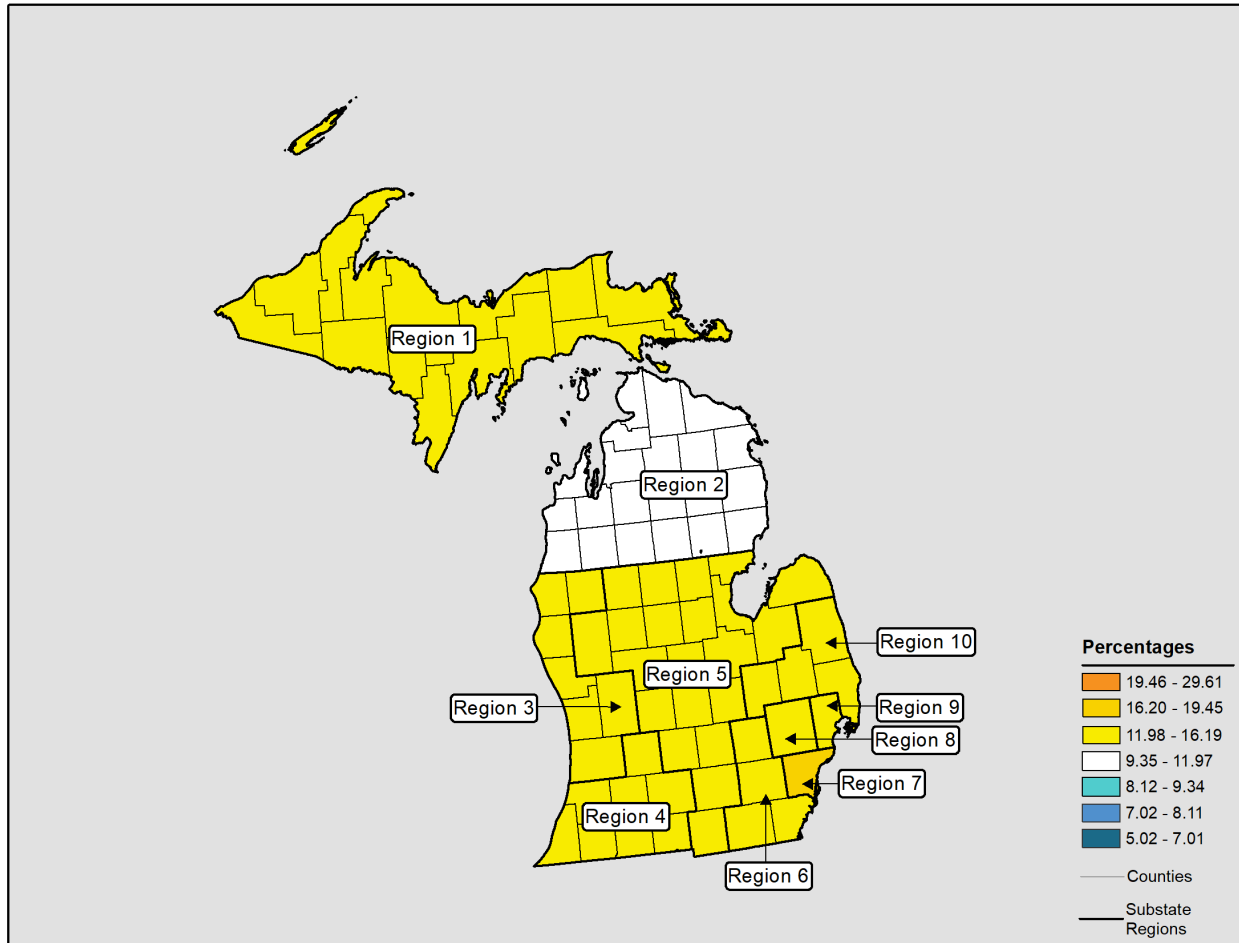 Region 1
Region 2
Region 10
Region 5
Region 3
Region 9
Region 8
Region 7
Region 4
Region 6
Percentages
19.46 - 29.61
16.20 - 19.45
11.98 - 16.19
9.35 - 11.97
8.12 - 9.34
7.02 - 8.11
5.02 - 7.01
Counties
Substate
Regions